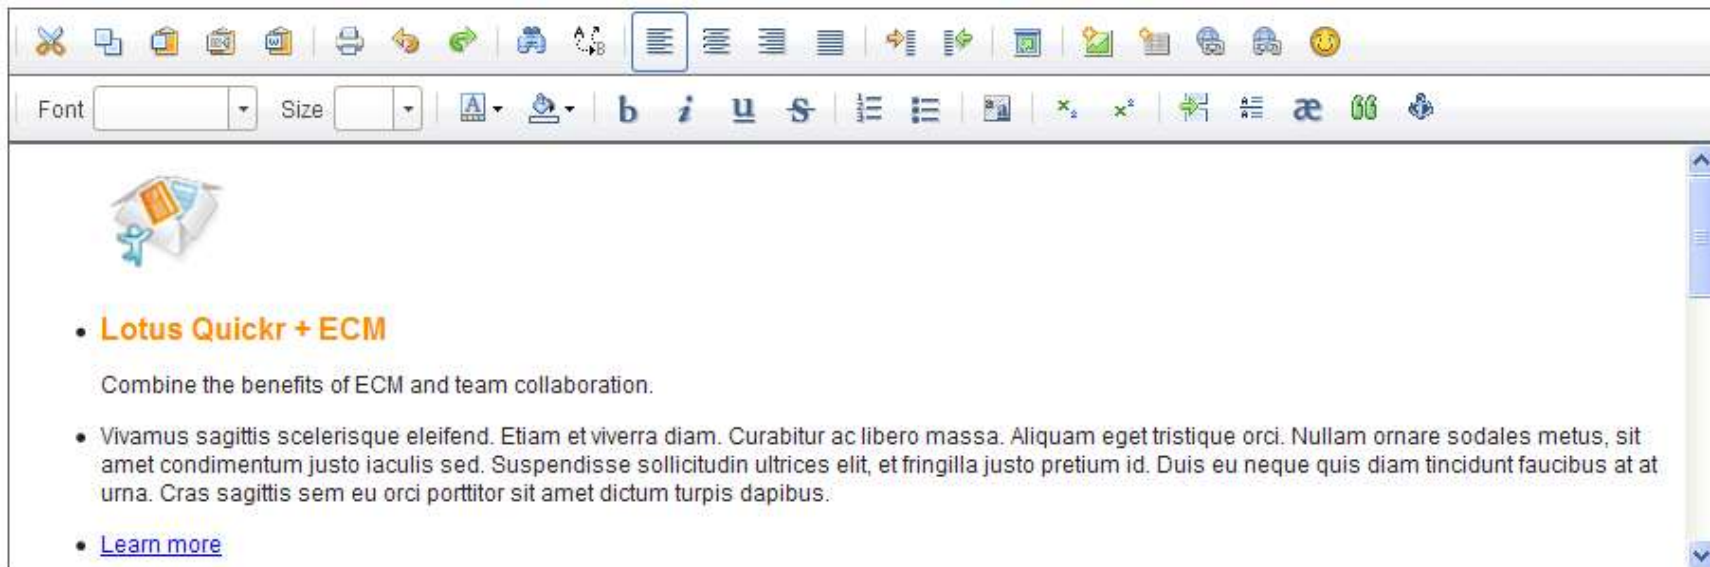 Font Size
b i u S æ
Lotus Quickr + ECM
Combine the benefits of ECM and team collaboration.
Vivamus sagittis scelerisque eleifend. Etiam et viverra diam. Curabitur ac libero massa. Aliquam eget tristique orci. Nullam ornare sodales metus, sit
amet condimentum justo iaculis sed. Suspendisse sollicitudin ultrices elit, et fringilla justo pretium id. Duis eu neque quis diam tincidunt faucibus at at
urna. Cras sagittis sem eu orci porttitor sit amet dictum turpis dapibus.
Learn more